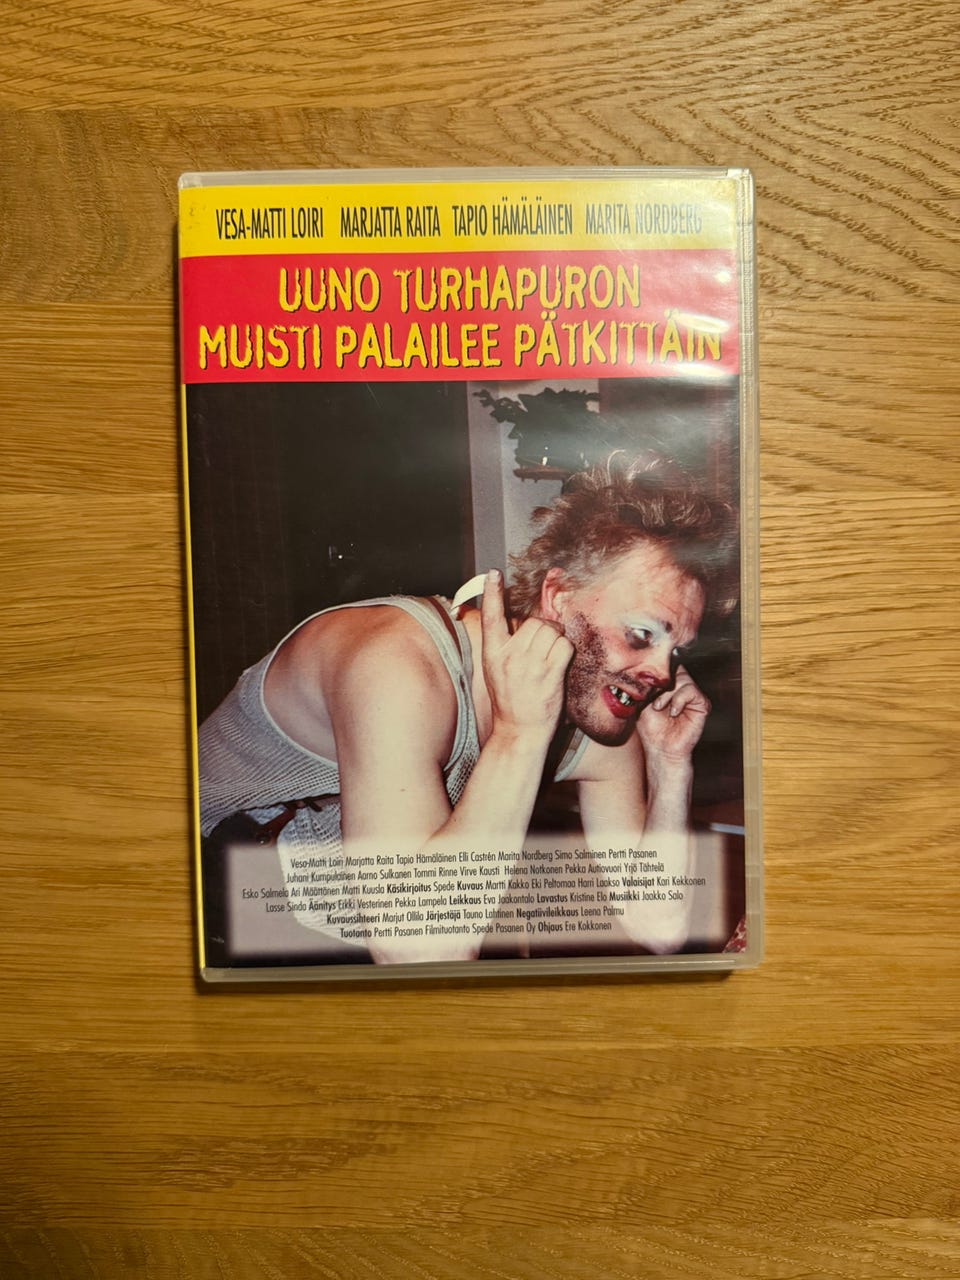 VESA-MATTI LOIRI MARJATTA RAITA TAPIO HÄMÄLÄINEN MARITA NORDBERG
UUNO TURHAPURON
MUISTI PALAILEE PÄTKITTÄIN
Vesa-Matti Loiri Marjatta Raita Tapio Hämäläinen Elli Castrén Marita Nordberg Simo Salminen Pertti Pasanen
Juhani Kumpulainen Aarno Sulkanen Tommi Rinne Virve Kausti Helena Notkonen Pekka Autiovuori Yrjö Tähtelä
Esko Salmela Ari Määttänen Matti Kuusla Käsikirjoitus Spede Kuvaus Martti Kakko Eki Peltomaa Harri Laakso Valaisijat Kari Kekkonen
Lasse Sinda Äänitys Erkki Vesterinen Pekka Lampela Leikkaus Eva Jaakontalo Lavastus Kristine Elo Musiikki Jaakko Salo
Kuvaussihteeri Marjut Ollila Järjestäjä Tauno Lahtinen Negatiivileikkaus Leena Palmu
Tuotanto Pertti Pasanen Filmituotanto Spede Pasanen Oy Ohjaus Ere Kokkonen